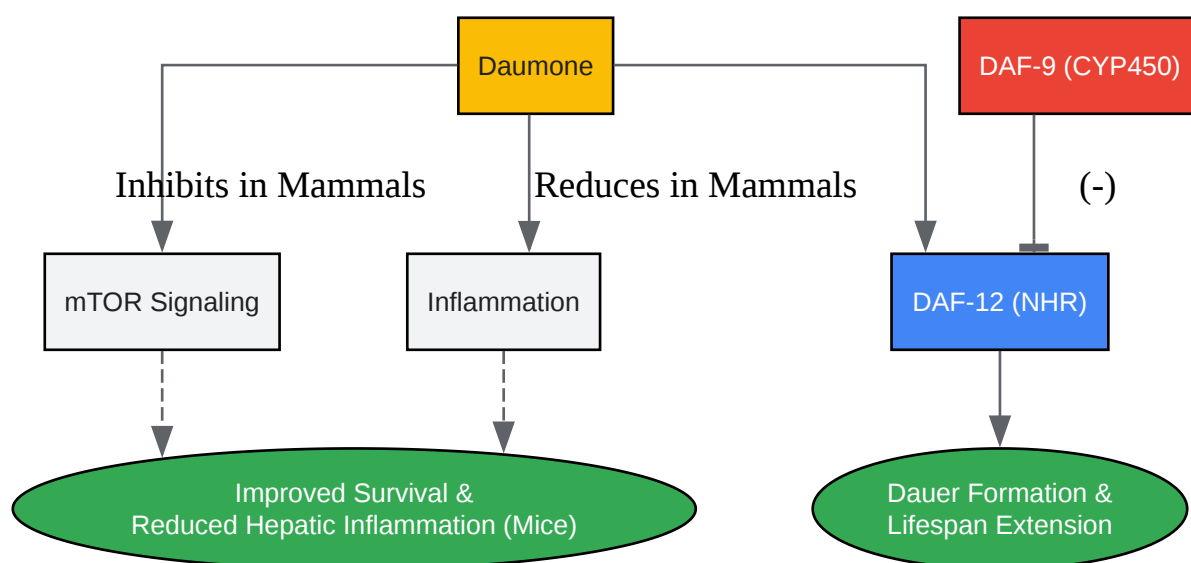 Daumone
DAF-9 (CYP450)
Inhibits in Mammals
Reduces in Mammals
(-)
mTOR Signaling
Inflammation
DAF-12 (NHR)
Improved Survival &
Reduced Hepatic Inflammation (Mice)
Dauer Formation &
Lifespan Extension